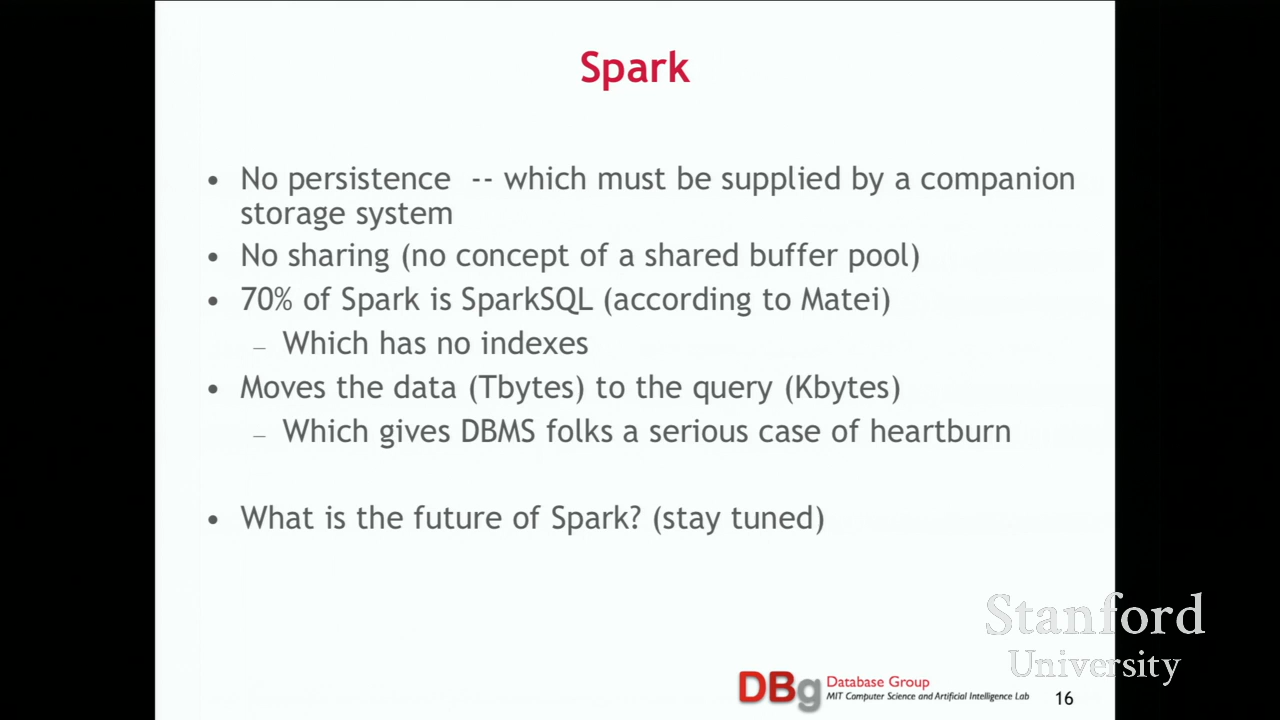 Spark
• No persistence  -- which must be supplied by a companion
storage system
• No sharing (no concept of a shared buffer pool)
• 70% of Spark is SparkSQL (according to Matei)
– Which has no indexes
• Moves the data (Tbytes) to the query (Kbytes)
– Which gives DBMS folks a serious case of heartburn
• What is the future of Spark? (stay tuned)
Stanford
University
DBg Database Group
MIT Computer Science and Artificial Intelligence Lab
16